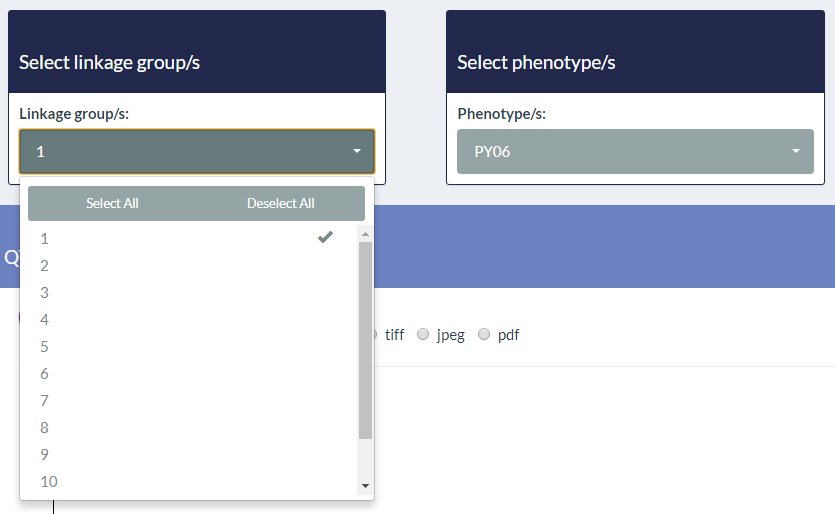 Select linkage group/s
Linkage group/s:
1
Select All Deselect All
1
2
3
4
5
6
7
8
9
10
Select phenotype/s
Phenotype/s:
PY06
tiff jpeg pdf